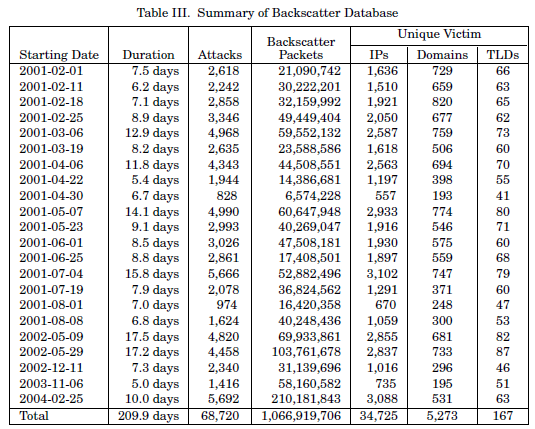 Table III. Summary of Backscatter Database
Unique Victim
Backscatter
Starting Date Duration Attacks Packets IPs Domains TLDs
2001-02-01 7.5 days 2,618 21,090,742 1,636 729 66
2001-02-11 6.2 days 2,242 30,222,201 1,510 659 63
2001-02-18 7.1 days 2,858 32,159,992 1,921 820 65
2001-02-25 8.9 days 3,346 49,449,404 2,050 677 62
2001-03-06 12.9 days 4,968 59,552,132 2,587 759 73
2001-03-19 8.2 days 2,635 23,588,586 1,618 506 60
2001-04-06 11.8 days 4,343 44,508,551 2,563 694 70
2001-04-22 5.4 days 1,944 14,386,681 1,197 398 55
2001-04-30 6.7 days 828 6,574,228 557 193 41
2001-05-07 14.1 days 4,990 60,647,948 2,933 774 80
2001-05-23 9.1 days 2,993 40,269,047 1,916 546 71
2001-06-01 8.5 days 3,026 47,508,181 1,930 575 60
2001-06-25 8.8 days 2,861 17,408,501 1,897 559 68
2001-07-04 15.8 days 5,666 52,882,496 3,102 747 79
2001-07-19 7.9 days 2,078 36,824,562 1,291 371 60
2001-08-01 7.0 days 974 16,420,358 670 248 47
2001-08-08 6.8 days 1,624 40,248,436 1,059 300 53
2002-05-09 17.5 days 4,820 69,933,861 2,855 681 82
2002-05-29 17.2 days 4,458 103,761,678 2,837 733 87
2002-12-11 7.3 days 2,340 31,139,696 1,016 296 46
2003-11-06 5.0 days 1,416 58,160,582 735 195 51
2004-02-25 10.0 days 5,692 210,181,843 3,088 531 63
Total 209.9 days 68,720 1,066,919,706 34,725 5,273 167